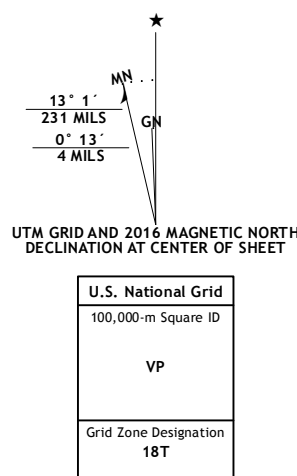 ★
MN
GN
13° 1´
231 MILS
0° 13´
4 MILS
UTM GRID AND 2016 MAGNETIC NORTH
DECLINATION AT CENTER OF SHEET
U.S. National Grid
100,000-m Square ID
VP
Grid Zone Designation
18T